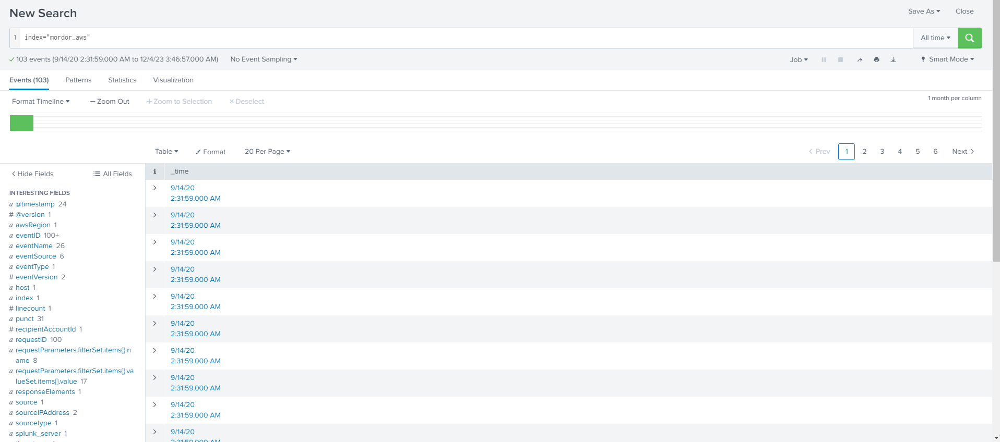 New Search
Save As
Close
1
index="mordor_aws"
All time
103 events (9/14/20 2:31:59.000 AM to 12/4/23 3:46:57.000 AM)
No Event Sampling
Job
Smart Mode
Events (103)
Patterns
Statistics
Visualization
Format Timeline
Zoom Out
Zoom to Selection
Deselect
1 month per column
Table
Format
20 Per Page
Prev
1
2
3
4
5
6
Next
Hide Fields
All Fields
i
_time
INTERESTING FIELDS
a @timestamp 24
# @version 1
a awsRegion 1
a eventID 100+
a eventName 26
a eventSource 6
a eventType 1
# eventVersion 2
a host 1
a index 1
# linecount 1
a punct 31
# recipientAccountId 1
a requestID 100
a requestParameters.filterSet.items{}.n
ame 8
a requestParameters.filterSet.items{}.va
lueSet.items{}.value 17
a responseElements 1
a source 1
a sourceIPAddress 2
a sourcetype 1
a splunk_server 1
9/14/20
2:31:59.000 AM
9/14/20
2:31:59.000 AM
9/14/20
2:31:59.000 AM
9/14/20
2:31:59.000 AM
9/14/20
2:31:59.000 AM
9/14/20
2:31:59.000 AM
9/14/20
2:31:59.000 AM
9/14/20
2:31:59.000 AM
9/14/20
2:31:59.000 AM
9/14/20
2:31:59.000 AM